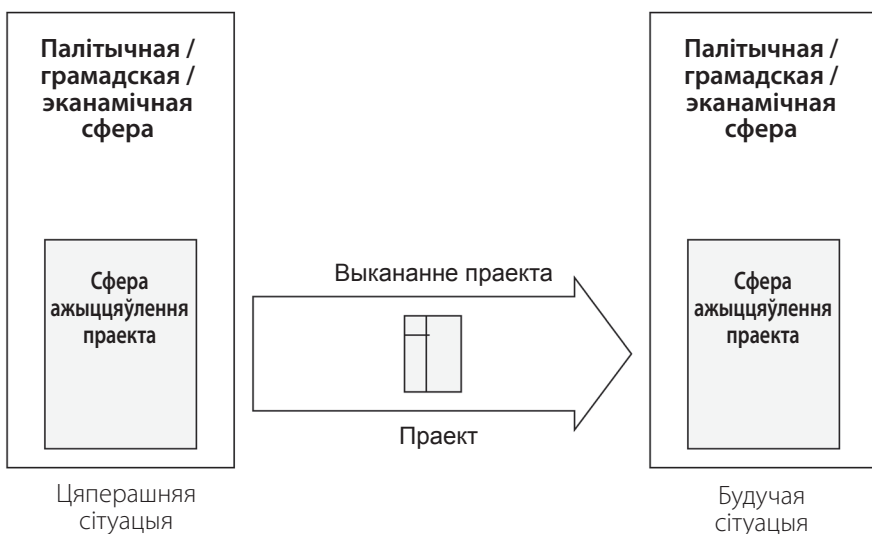 Палітычная /
грамадская /
эканамічная
сфера
Сфера
ажыццяўлення
праекта
Цяперашняя
сітуацыя
Выкананне праекта
Праект
Палітычная /
грамадская /
эканамічная
сфера
Сфера
ажыццяўлення
праекта
Будучая
сітуацыя